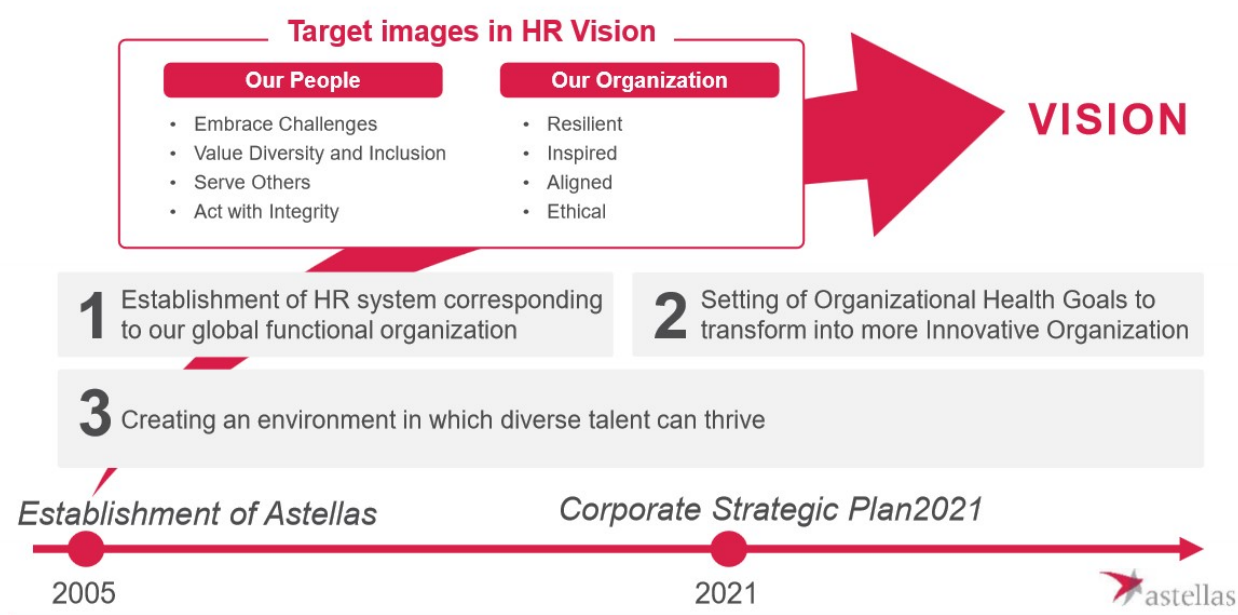 Target images in HR Vision
Our People
• Embrace Challenges
• Value Diversity and Inclusion
• Serve Others
• Act with Integrity
Our Organization
• Resilient
• Inspired
• Aligned
• Ethical
VISION
1 Establishment of HR system corresponding
to our global functional organization
2 Setting of Organizational Health Goals to
transform into more Innovative Organization
3 Creating an environment in which diverse talent can thrive
Establishment of Astellas
Corporate Strategic Plan2021
2005
2021
astellas